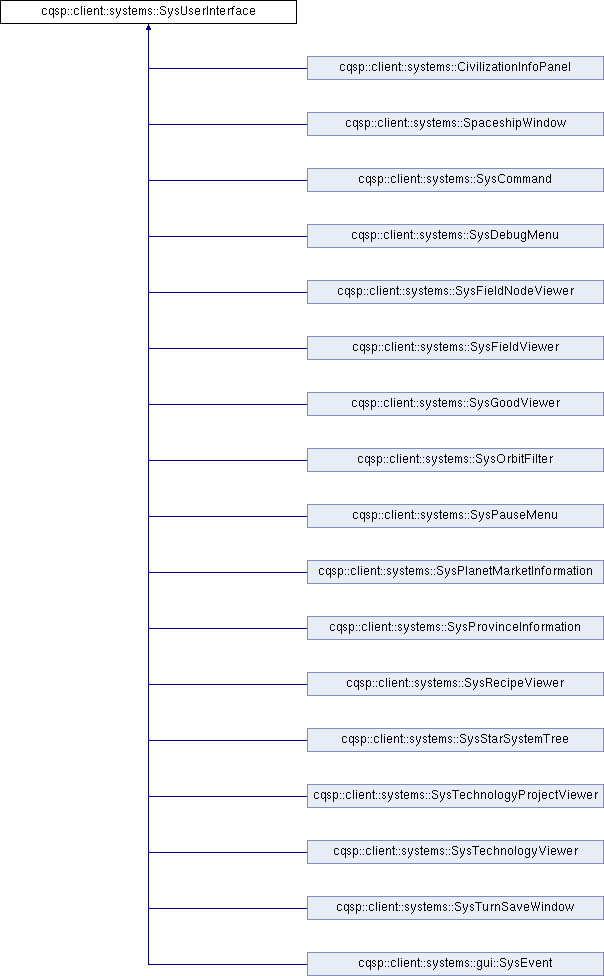 cqsp::client::systems::SysUserInterface
cqsp::client::systems::CivilizationInfoPanel
cqsp::client::systems::SpaceshipWindow
cqsp::client::systems::SysCommand
cqsp::client::systems::SysDebugMenu
cqsp::client::systems::SysFieldNodeViewer
cqsp::client::systems::SysFieldViewer
cqsp::client::systems::SysGoodViewer
cqsp::client::systems::SysOrbitFilter
cqsp::client::systems::SysPauseMenu
cqsp::client::systems::SysPlanetMarketInformation
cqsp::client::systems::SysProvinceInformation
cqsp::client::systems::SysRecipeViewer
cqsp::client::systems::SysStarSystemTree
cqsp::client::systems::SysTechnologyProjectViewer
cqsp::client::systems::SysTechnologyViewer
cqsp::client::systems::SysTurnSaveWindow
cqsp::client::systems::gui::SysEvent